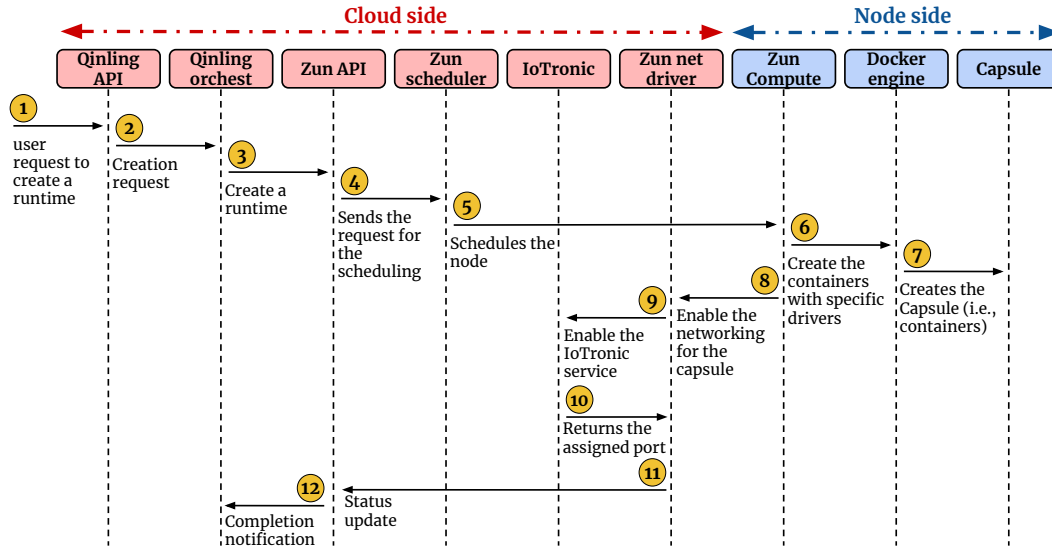 Cloud side
Node side
Qinling
API
Qinling
orchest
Zun API
Zun
scheduler
IoTronic
Zun net
driver
Zun
Compute
Docker
engine
Capsule
1
user
request to
create a
runtime
2
Creation
request
3
Create a
runtime
4
Sends the
request for
the
scheduling
5
Schedules the
node
6
Create the
containers
with specific
drivers
7
Creates the
Capsule (i.e.,
containers)
8
Enable the
networking
for the
capsule
9
Enable the
IoTronic
service
10
Returns the
assigned port
11
Status
update
12
Completion
notification